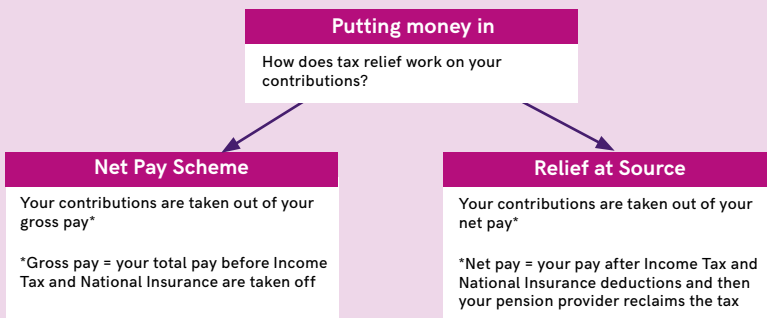 Putting money in
How does tax relief work on your
contributions?
Net Pay Scheme
Your contributions are taken out of your
gross pay*
*Gross pay = your total pay before Income
Tax and National Insurance are taken off
Relief at Source
Your contributions are taken out of your
net pay*
*Net pay = your pay after Income Tax and
National Insurance deductions and then
your pension provider reclaims the tax